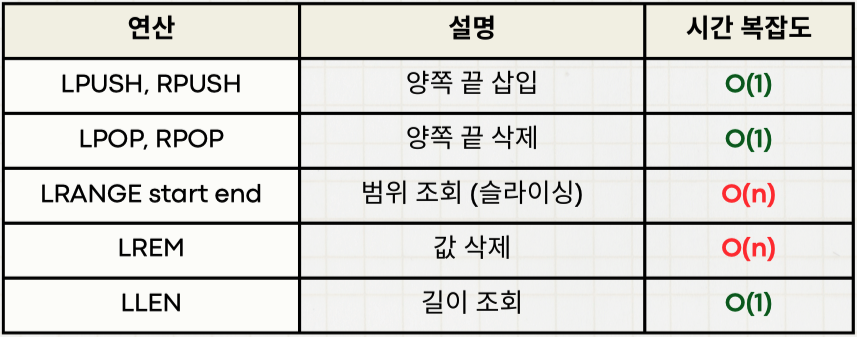 연산 설명 시간 복잡도
LPUSH, RPUSH 양쪽 끝 삽입 O(1)
LPOP, RPOP 양쪽 끝 삭제 O(1)
LRANGE start end 범위 조회 (슬라이싱) O(n)
LREM 값 삭제 O(n)
LLEN 길이 조회 O(1)